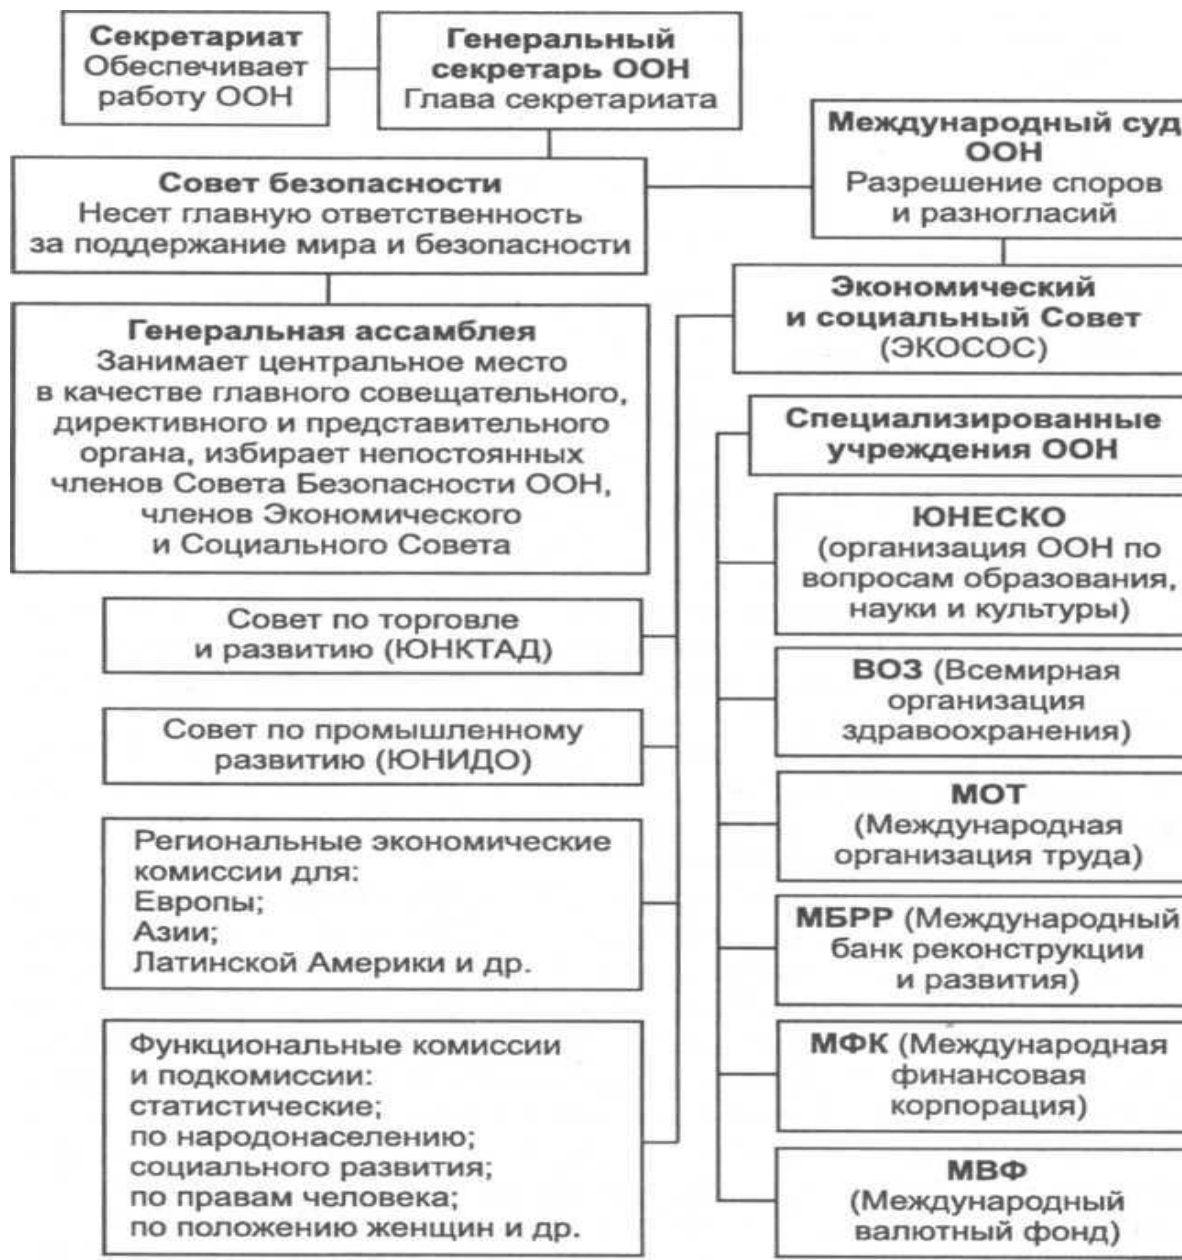 Секретариат
Обеспечивает
работу ООН
Генеральный
секретарь ООН
Глава секретариата
Международный суд
ООН
Разрешение споров
и разногласий
Совет безопасности
Несет главную ответственность
за поддержание мира и безопасности
Экономический
и социальный Совет
(ЭКОСОС)
Генеральная ассамблея
Занимает центральное место
в качестве главного совещательного,
директивного и представительного
органа, избирает непостоянных
членов Совета Безопасности ООН,
членов Экономического
и Социального Совета
Совет по торговле
и развитию (ЮНКТАД)
Совет по промышленному
развитию (ЮНИДО)
Региональные экономические
комиссии для:
Европы;
Азии;
Латинской Америки и др.
Функциональные комиссии
и подкомиссии:
статистические;
по народонаселению;
социального развития;
по правам человека;
по положению женщин и др.
Специализированные
учреждения ООН
ЮНЕСКО
(организация ООН по
вопросам образования,
науки и культуры)
ВОЗ (Всемирная
организация
здравоохранения)
МОТ
(Международная
организация труда)
МБРР (Международный
банк реконструкции
и развития)
МФК (Международная
финансовая
корпорация)
МВФ
(Международный
валютный фонд)